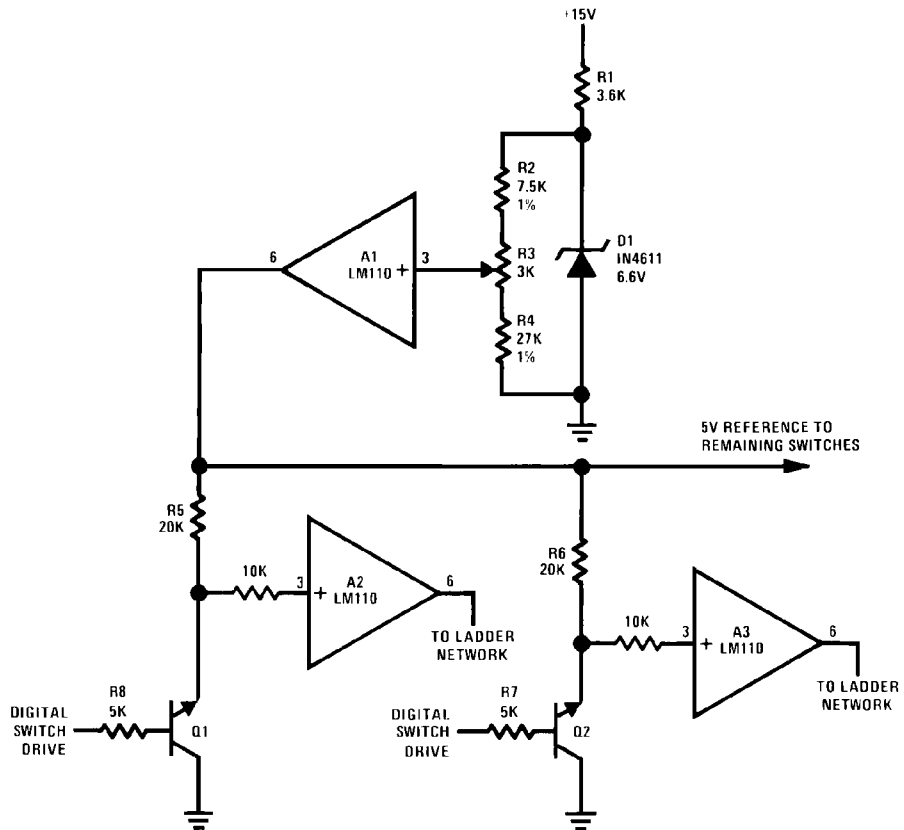 +15V
R1
3.6K
R2
7.5K
1%
R3
3K
R4
27K
1%
D1
IN4611
6.6V
6
A1
LM110
+
3
5V REFERENCE TO
REMAINING SWITCHES
R5
20K
10K
3
+
A2
LM110
6
TO LADDER
NETWORK
R6
20K
10K
3
+
A3
LM110
6
TO LADDER
NETWORK
DIGITAL
SWITCH
DRIVE
R8
5K
Q1
DIGITAL
SWITCH
DRIVE
R7
5K
Q2